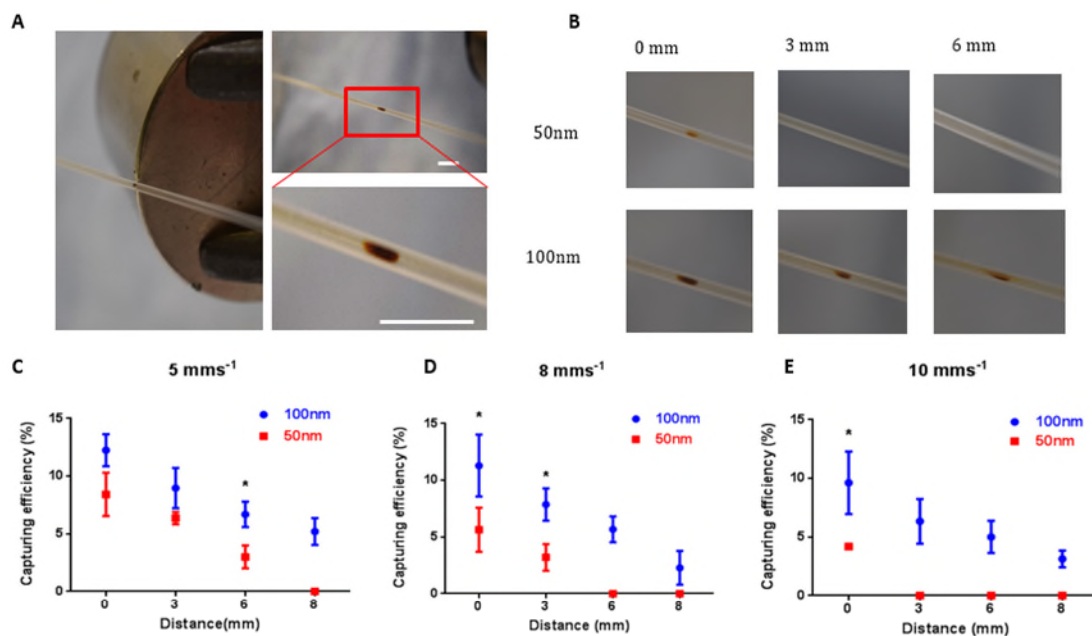 A
B
0 mm
3 mm
6 mm
50nm
100nm
C
5 mms⁻¹
Capturing efficiency (%)
15
10
5
0
0
3
6
8
Distance(mm)
100nm
50nm
*
D
8 mms⁻¹
Capturing efficiency (%)
15
10
5
0
0
3
6
8
Distance(mm)
100nm
50nm
*
*
E
10 mms⁻¹
Capturing efficiency (%)
15
10
5
0
0
3
6
8
Distance(mm)
100nm
50nm
*